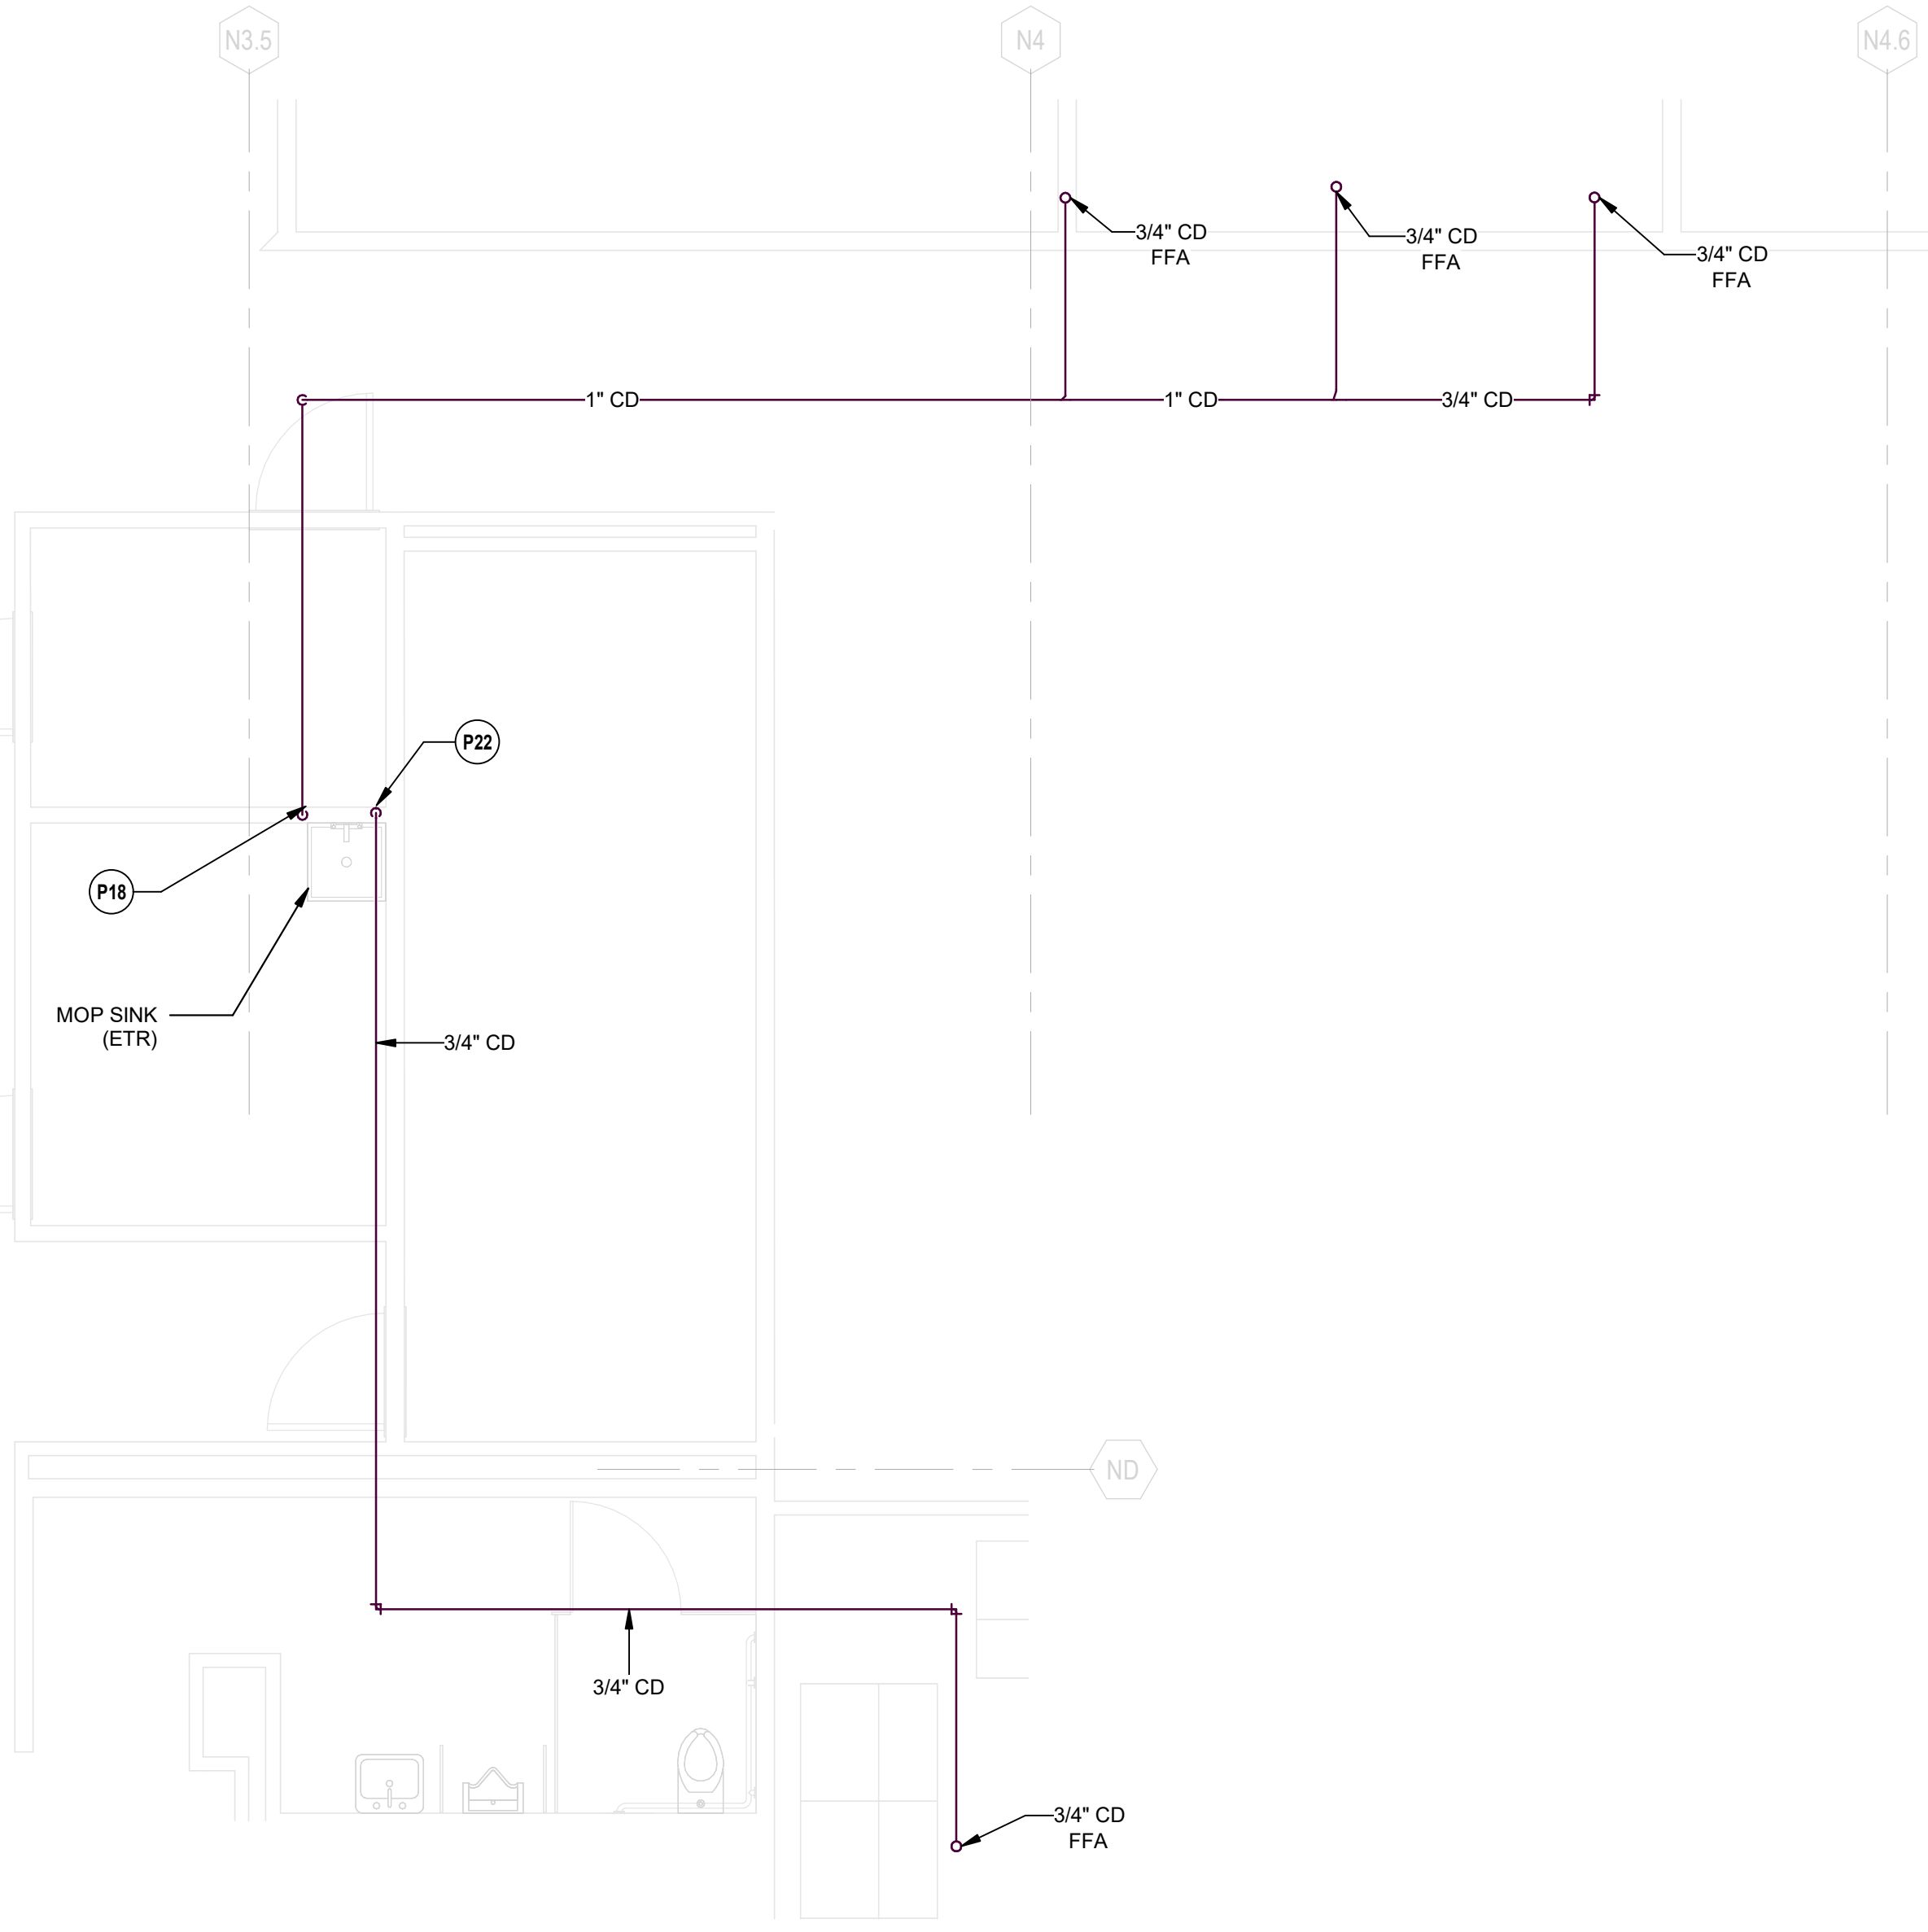 N3.5
N4
N4.6
3/4" CD
FFA
3/4" CD
FFA
3/4" CD
FFA
1" CD
1" CD
3/4" CD
P22
P18
MOP SINK
(ETR)
3/4" CD
ND
3/4" CD
3/4" CD
FFA